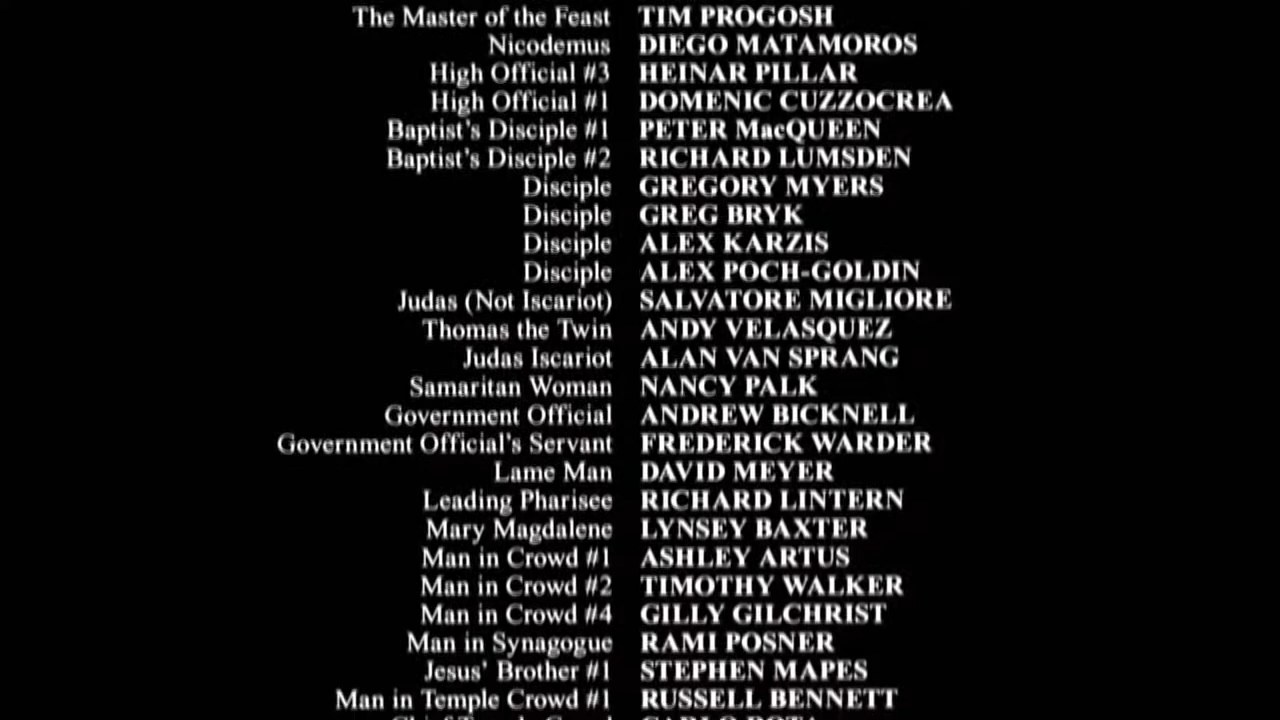 The Master of the Feast TIM PROGOSH
Nicodemus DIEGO MATAMOROS
High Official #3 HEINAR PILLAR
High Official #1 DOMENIC CUZZOCREA
Baptist's Disciple #1 PETER MacQUEEN
Baptist's Disciple #2 RICHARD LUMSDEN
Disciple GREGORY MYERS
Disciple GREG BRYK
Disciple ALEX KARZIS
Disciple ALEX POCH-GOLDIN
Judas (Not Iscariot) SALVATORE MIGLIORE
Thomas the Twin ANDY VELASQUEZ
Judas Iscariot ALAN VAN SPRANG
Samaritan Woman NANCY PALK
Government Official ANDREW BICKNELL
Government Official's Servant FREDERICK WARDER
Lame Man DAVID MEYER
Leading Pharisee RICHARD LINTERN
Mary Magdalene LYNSEY BAXTER
Man in Crowd #1 ASHLEY ARTUS
Man in Crowd #2 TIMOTHY WALKER
Man in Crowd #4 GILLY GILCHRIST
Man in Synagogue RAMI POSNER
Jesus' Brother #1 STEPHEN MAPES
Man in Temple Crowd #1 RUSSELL BENNETT